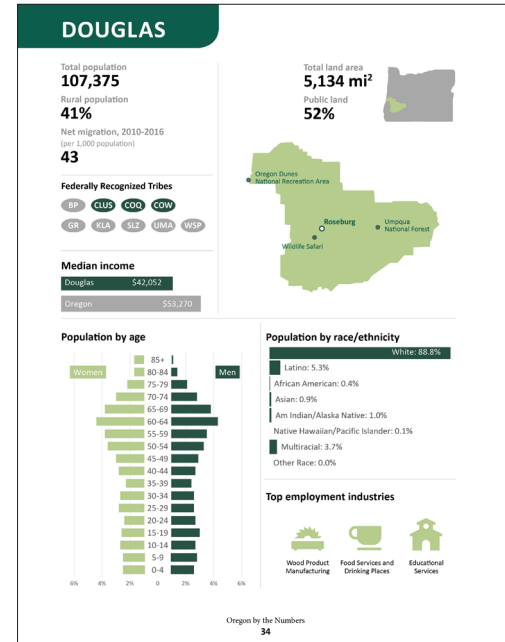 DOUGLAS
Total population
107,375
Rural population
41%
Net migration, 2010-2016
(per 1,000 population)
43
Total land area
5,134 mi²
Public land
52%
Federally Recognized Tribes
BP CLUS COQ COW
GR KLA SLZ UMA WSP
Oregon Dunes
National Recreation Area
Roseburg
Umpqua
National Forest
Wildlife Safari
Median income
Douglas $42,052
Oregon $53,270
Population by age
Women
Men
85+
80-84
75-79
70-74
65-69
60-64
55-59
50-54
45-49
40-44
35-39
30-34
25-29
20-24
15-19
10-14
5-9
0-4
6% 4% 2% 0 2% 4% 6%
Population by race/ethnicity
White: 88.8%
Latino: 5.3%
African American: 0.4%
Asian: 0.9%
Am Indian/Alaska Native: 1.0%
Native Hawaiian/Pacific Islander: 0.1%
Multiracial: 3.7%
Other Race: 0.0%
Top employment industries
Wood Product
Manufacturing
Food Services and
Drinking Places
Educational
Services
Oregon by the Numbers
34